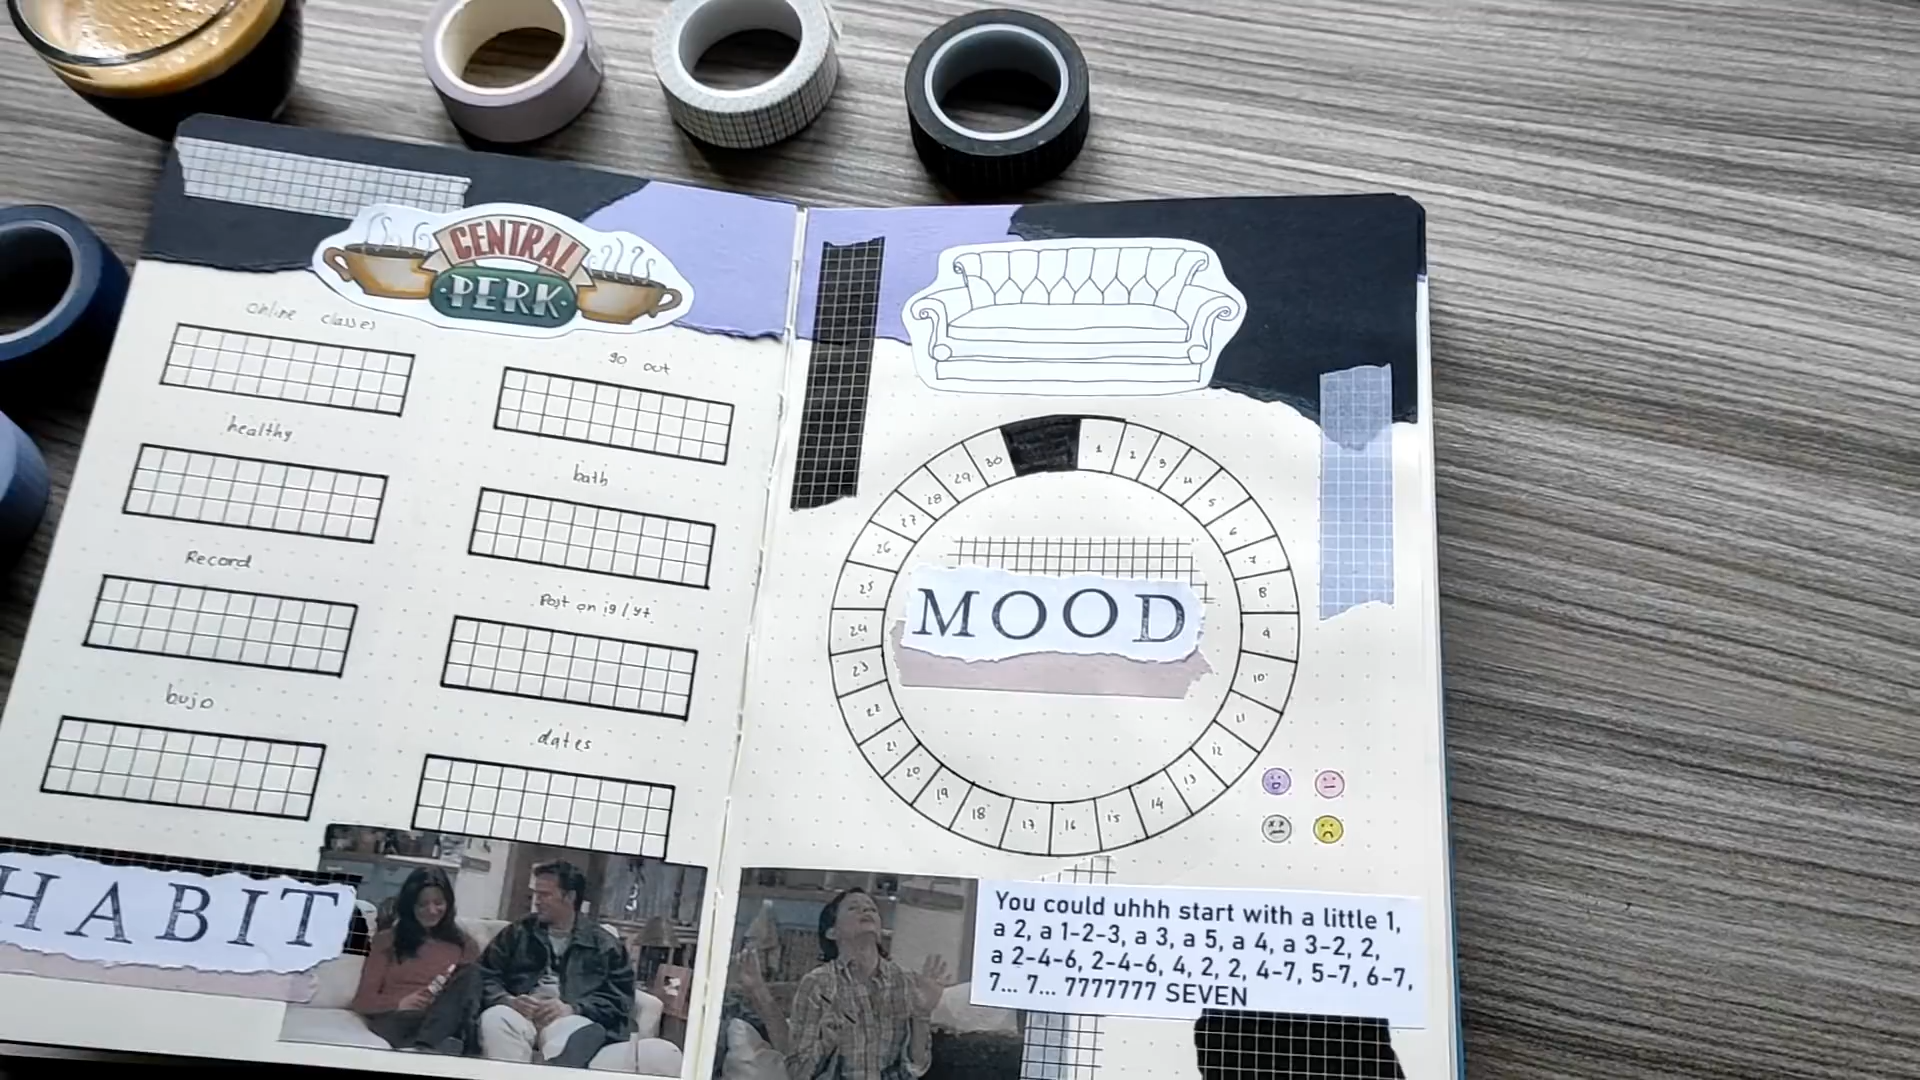 CENTRAL
PERK
online classes
go out
healthy
bath
Record
Post on ig/yt
bujo
dates
HABIT
1
2
3
4
5
6
7
8
9
10
11
12
13
14
15
16
17
18
19
20
21
22
23
24
25
26
27
28
29
30
MOOD
You could uhhh start with a little 1,
a 2, a 1-2-3, a 3, a 5, a 4, a 3-2, 2,
a 2-4-6, 2-4-6, 4, 2, 2, 4-7, 5-7, 6-7,
7... 7... 7777777 SEVEN